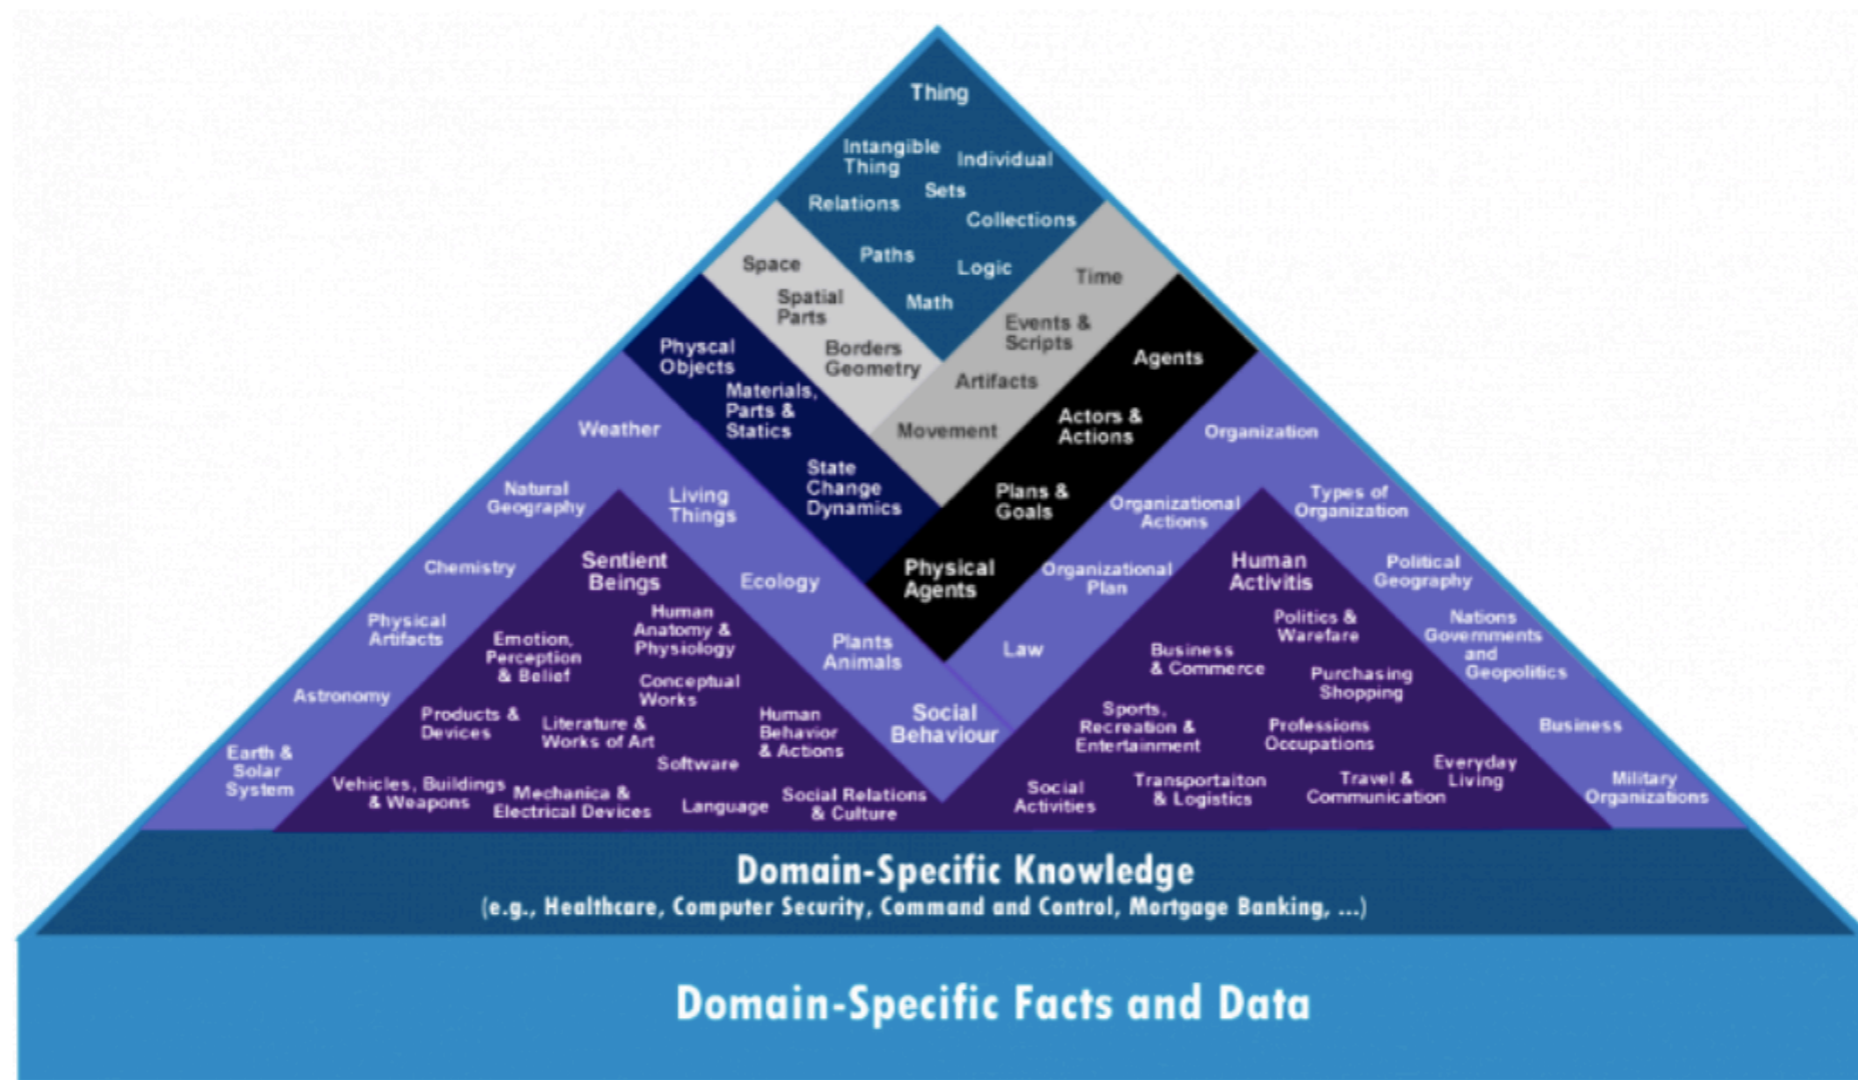 Thing
Intangible
Thing
Individual
Sets
Relations
Collections
Paths
Logic
Math
Space
Spatial
Parts
Borders
Geometry
Time
Events &
Scripts
Artifacts
Movement
Physcal
Objects
Materials,
Parts &
Statics
State
Change
Dynamics
Agents
Actors &
Actions
Plans &
Goals
Physical
Agents
Weather
Natural
Geography
Living
Things
Chemistry
Ecology
Physical
Artifacts
Plants
Animals
Astronomy
Social
Behaviour
Earth &
Solar
System
Organization
Organizational
Actions
Types of
Organization
Organizational
Plan
Political
Geography
Law
Nations
Governments
and
Geopolitics
Business
Military
Organizations
Sentient
Beings
Human
Anatomy &
Physiology
Emotion,
Perception
& Belief
Conceptual
Works
Products &
Devices
Literature &
Works of Art
Human
Behavior
& Actions
Software
Vehicles, Buildings
& Weapons
Mechanica &
Electrical Devices
Language
Social Relations
& Culture
Human
Activitis
Politics &
Warefare
Business
& Commerce
Purchasing
Shopping
Sports,
Recreation &
Entertainment
Professions
Occupations
Everyday
Living
Social
Activities
Transportaiton
& Logistics
Travel &
Communication
Domain-Specific Knowledge
(e.g., Healthcare, Computer Security, Command and Control, Mortgage Banking, ...)
Domain-Specific Facts and Data